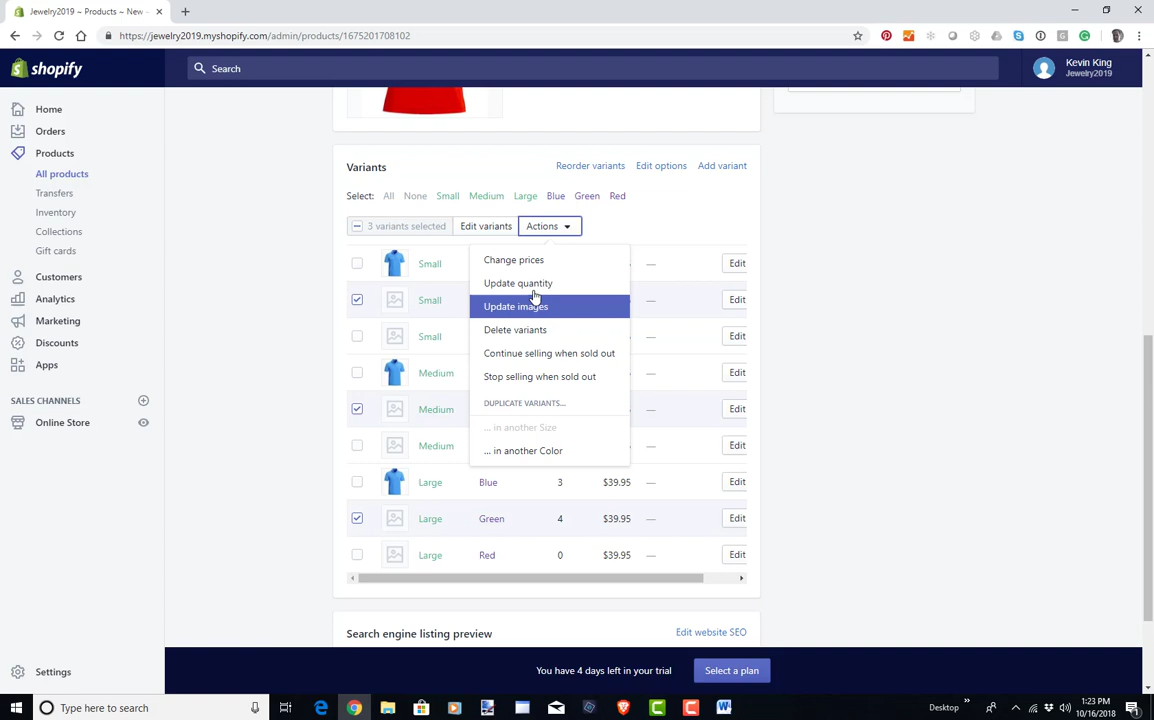 Jewelry2019 ~ Products ~ New
https://jewelry2019.myshopify.com/admin/products/1675201708102
shopify
Search
Kevin King
Jewelry2019
Home
Orders
Products
All products
Transfers
Inventory
Collections
Gift cards
Customers
Analytics
Marketing
Discounts
Apps
SALES CHANNELS
Online Store
Settings
Variants
Reorder variants Edit options Add variant
Select: All None Small Medium Large Blue Green Red
3 variants selected Edit variants Actions
Small — Edit
Small — Edit
Small — Edit
Medium — Edit
Medium — Edit
Medium — Edit
Large Blue 3 $39.95 — Edit
Large Green 4 $39.95 — Edit
Large Red 0 $39.95 — Edit
Change prices
Update quantity
Update images
Delete variants
Continue selling when sold out
Stop selling when sold out
DUPLICATE VARIANTS...
... in another Size
... in another Color
Search engine listing preview
Edit website SEO
You have 4 days left in your trial
Select a plan
Type here to search
Desktop
1:23 PM
10/16/2018